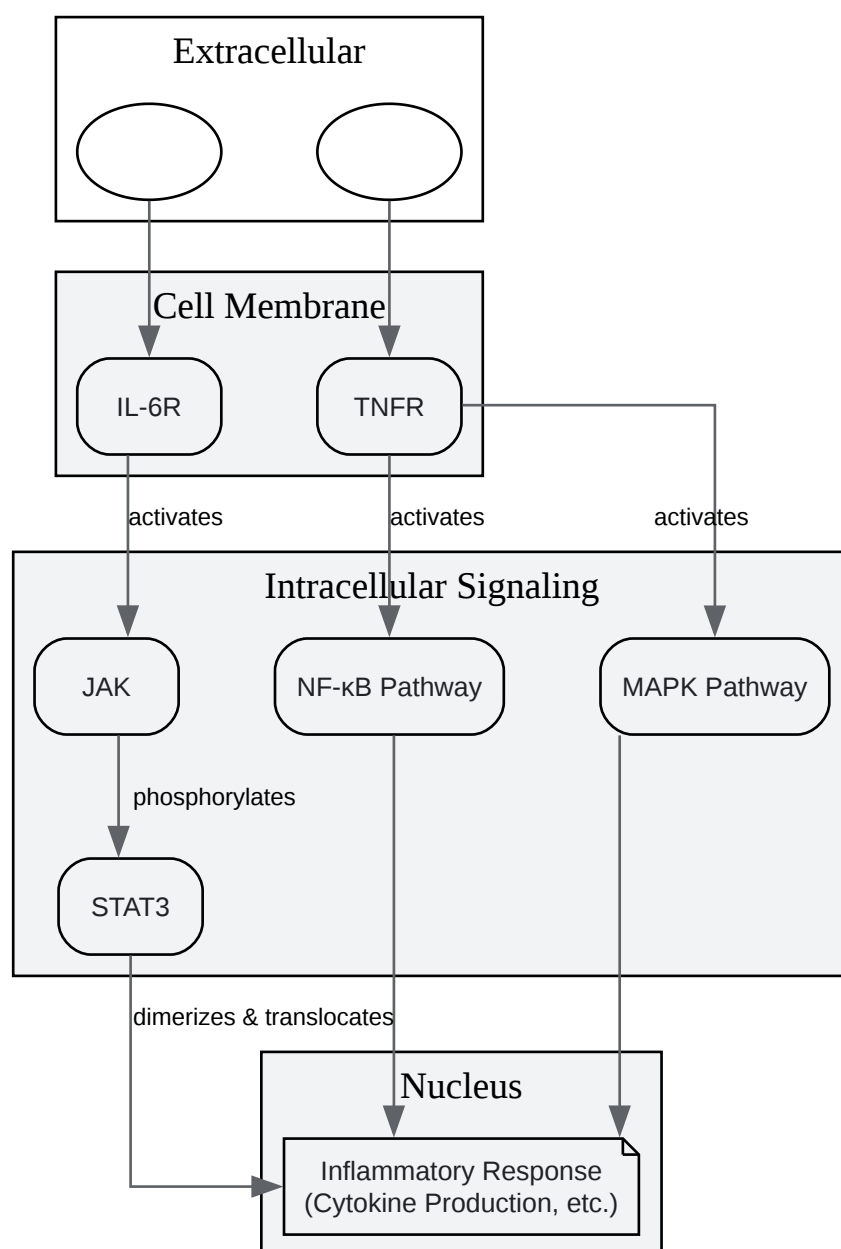 Extracellular
Cell Membrane
IL-6R
TNFR
activates
activates
activates
Intracellular Signaling
JAK
NF-κB Pathway
MAPK Pathway
phosphorylates
STAT3
dimerizes & translocates
Nucleus
Inflammatory Response
(Cytokine Production, etc.)